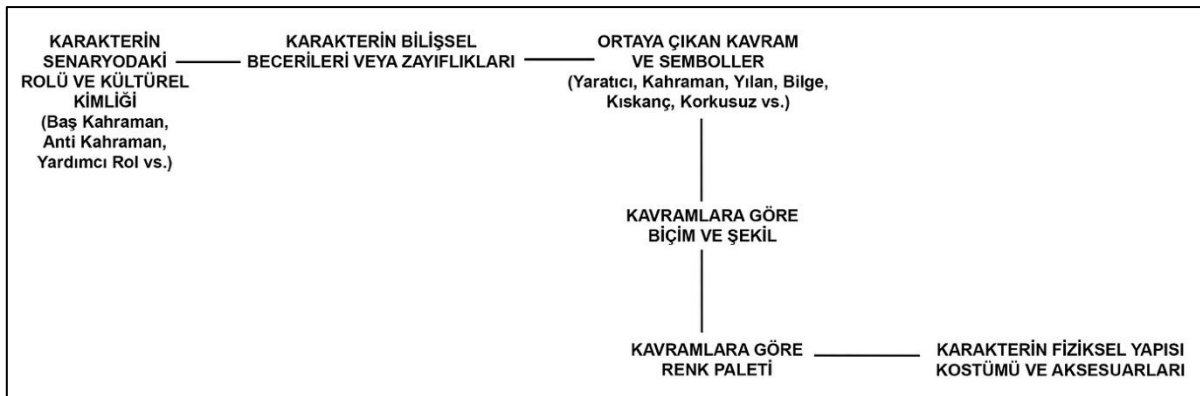 KARAKTERİN
SENARYODAKİ
ROLÜ VE KÜLTÜREL
KİMLİĞİ
(Baş Kahraman,
Anti Kahraman,
Yardımcı Rol vs.)
KARAKTERİN BİLİŞSEL
BECERİLERİ VEYA ZAYIFLIKLARI
ORTAYA ÇIKAN KAVRAM
VE SEMBOLLER
(Yaratıcı, Kahraman, Yılan, Bilge,
Kıskanç, Korkusuz vs.)
KAVRAMLARA GÖRE
BİÇİM VE ŞEKİL
KAVRAMLARA GÖRE
RENK PALETİ
KARAKTERİN FİZİKSEL YAPISI
KOSTÜMÜ VE AKSESUARLARI